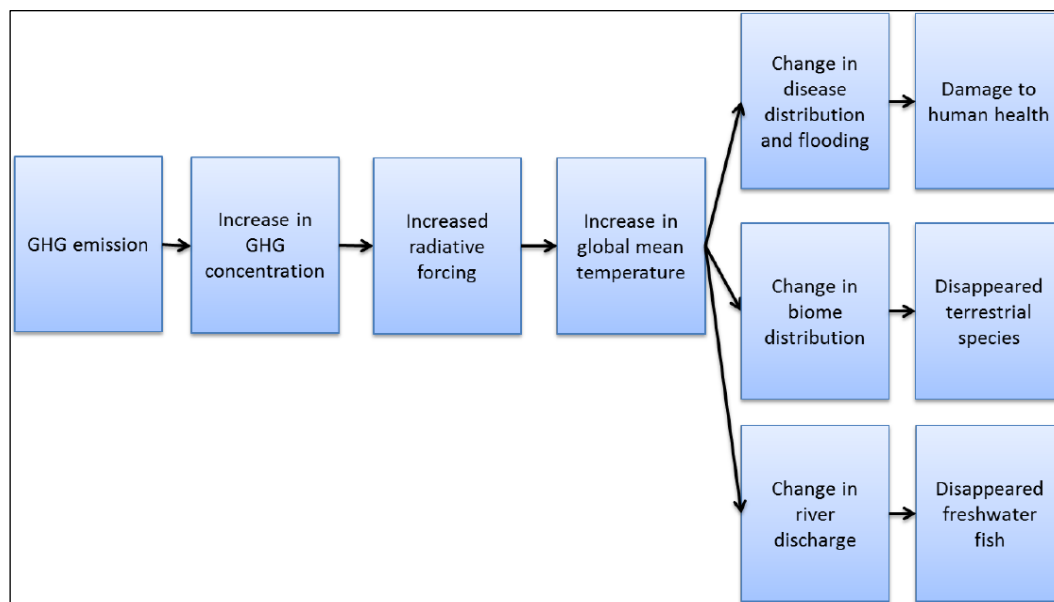 GHG emission
Increase in
GHG
concentration
Increased
radiative
forcing
Increase in
global mean
temperature
Change in
disease
distribution
and flooding
Damage to
human health
Change in
biome
distribution
Disappeared
terrestrial
species
Change in
river
discharge
Disappeared
freshwater
fish